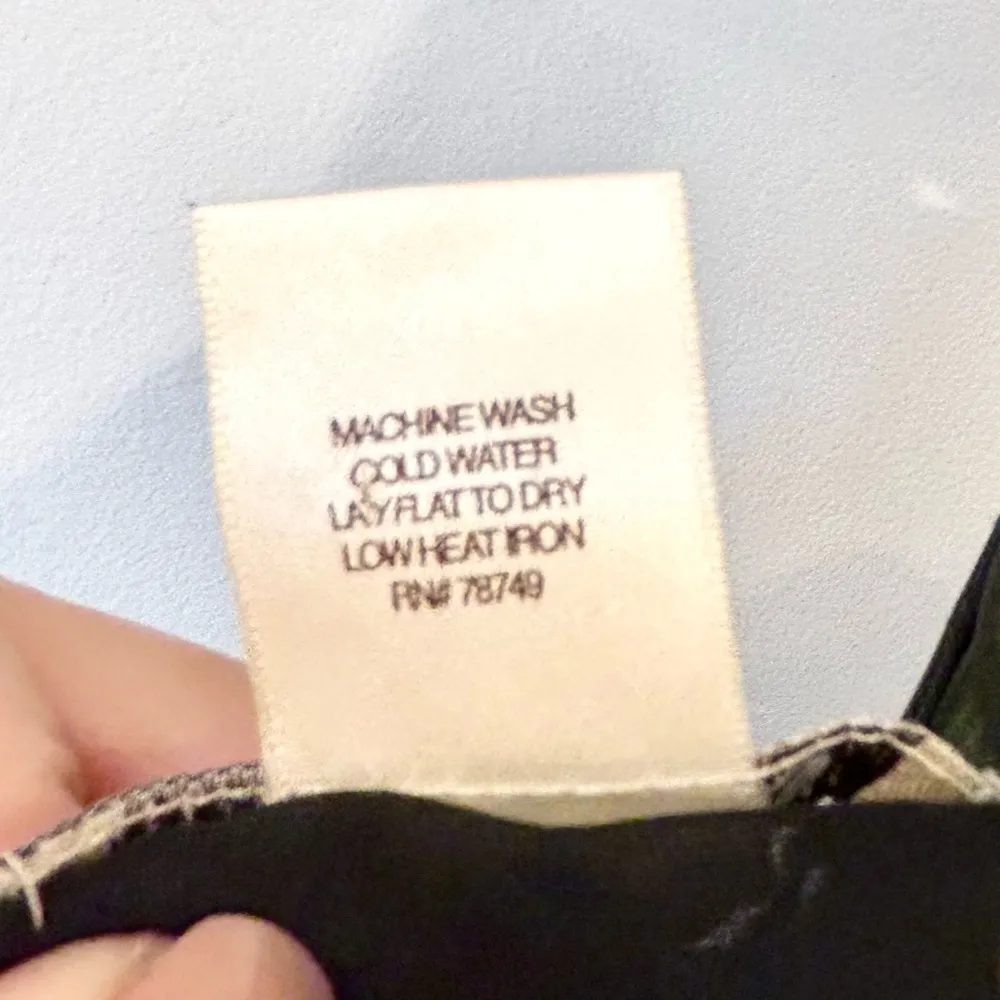 MACHINE WASH
COLD WATER
LAY FLAT TO DRY
LOW HEAT IRON
RN# 78749